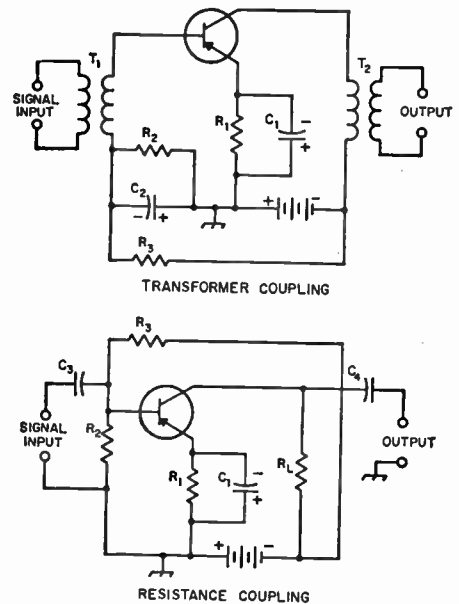 T1
T2
SIGNAL
INPUT
OUTPUT
R1
C1
-
+
R2
C2
- +
+ -
R3
TRANSFORMER COUPLING
R3
C3
C4
SIGNAL
INPUT
R2
OUTPUT
R1
C1
-
+
RL
+ -
RESISTANCE COUPLING